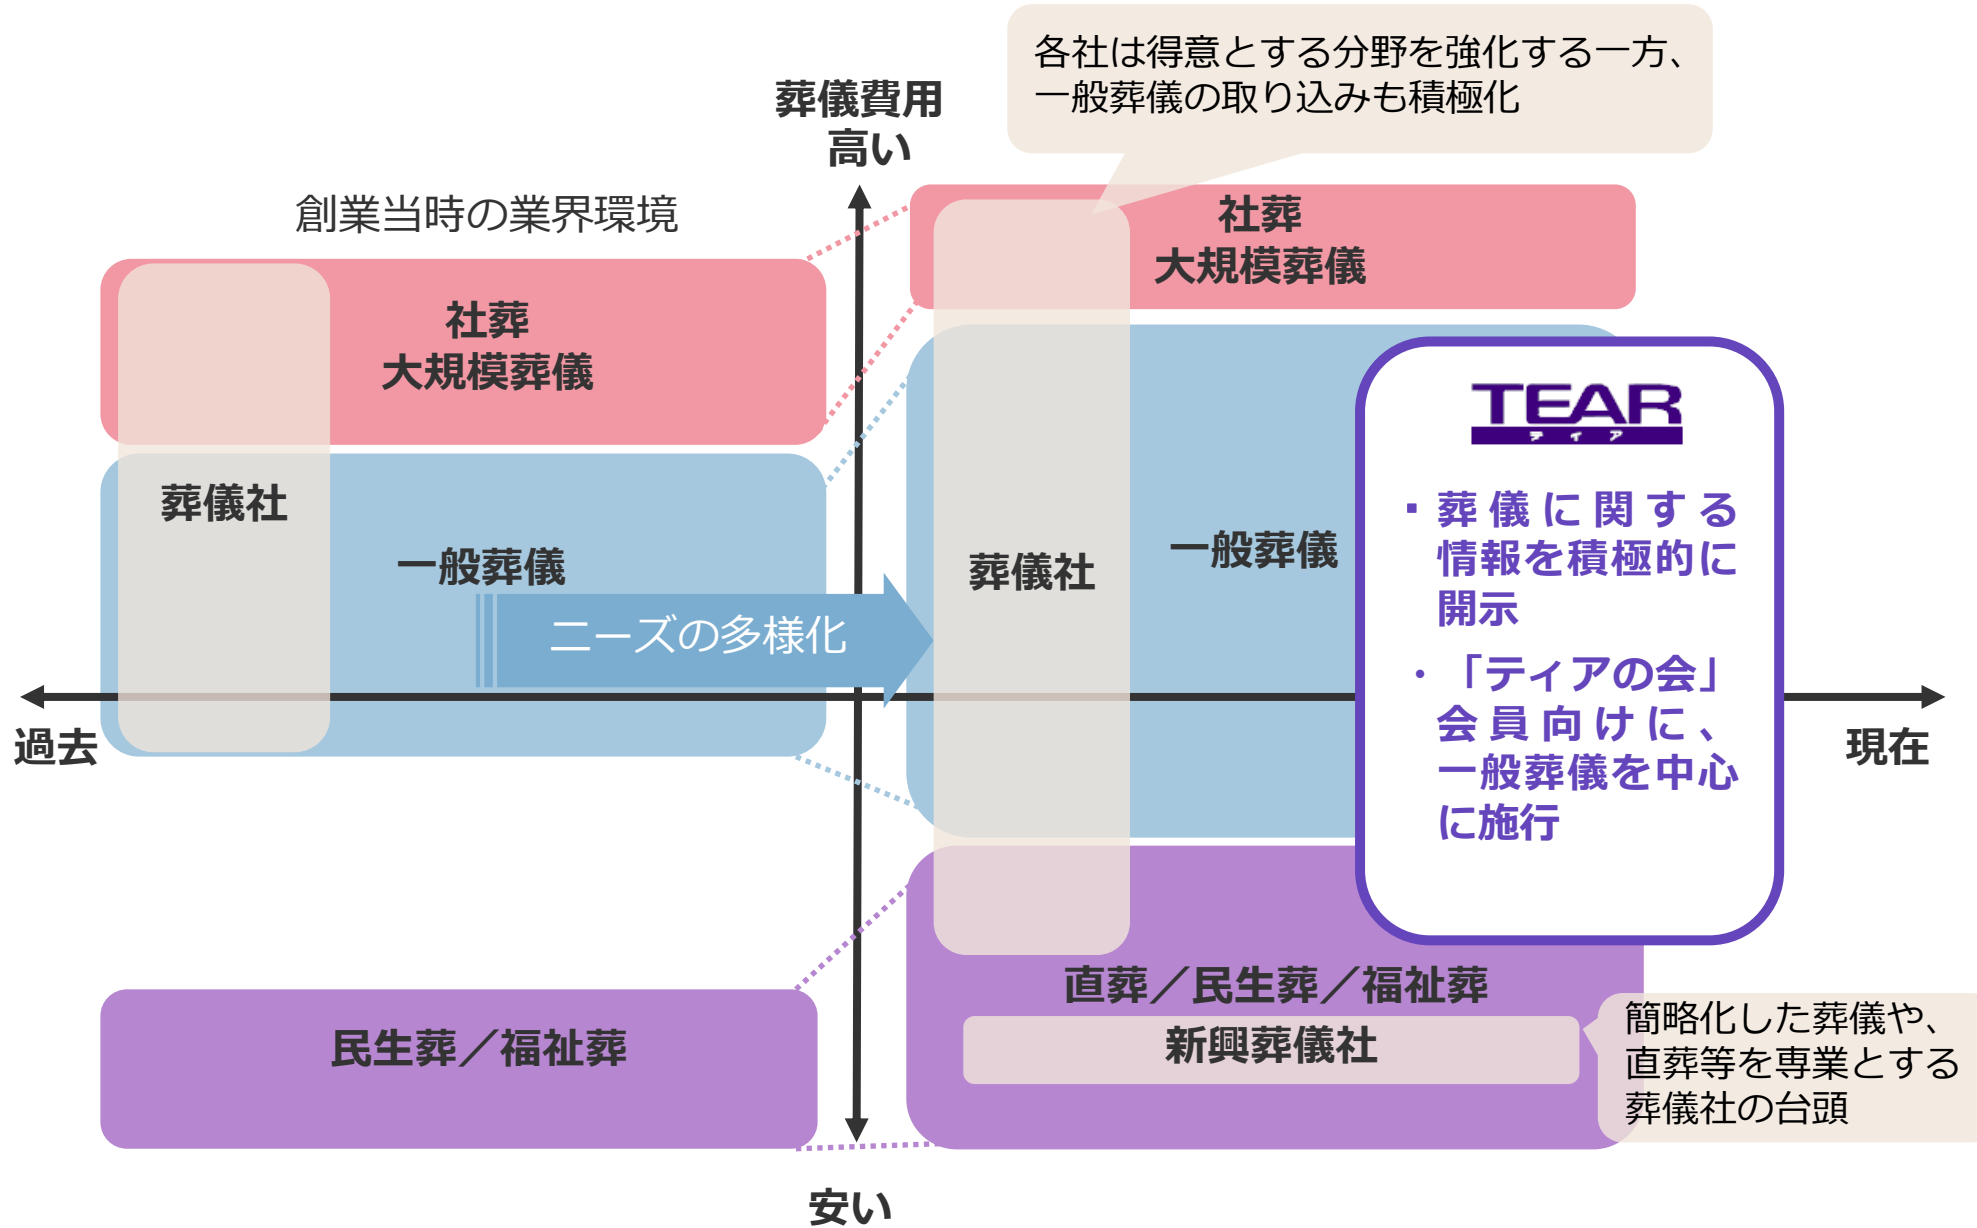 各社は得意とする分野を強化する一方、
一般葬儀の取り込みも積極化
葬儀費用
高い
創業当時の業界環境
社葬
大規模葬儀
社葬
大規模葬儀
葬儀社
一般葬儀
ニーズの多様化
葬儀社
一般葬儀
TEAR
ティア
・葬儀に関する
情報を積極的に
開示
・「ティアの会」
会員向けに、
一般葬儀を中心
に施行
過去
現在
民生葬／福祉葬
直葬／民生葬／福祉葬
新興葬儀社
簡略化した葬儀や、
直葬等を専業とする
葬儀社の台頭
安い